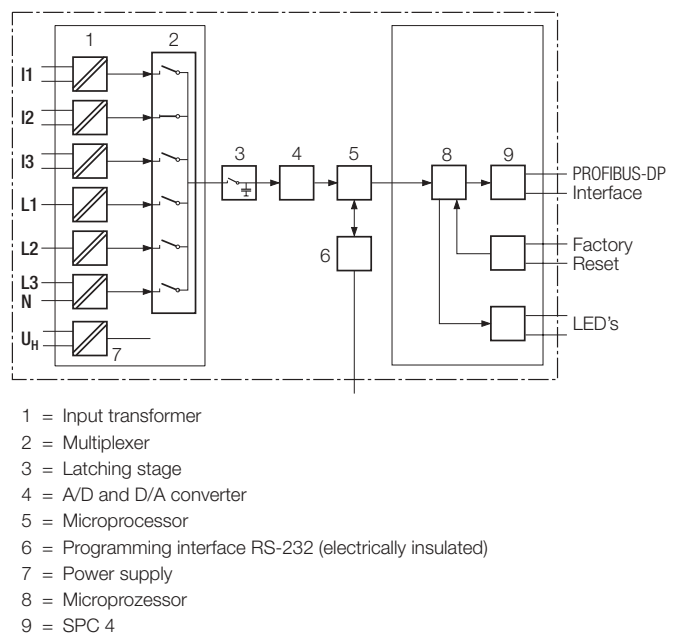 1 2
I1
I2
I3
L1
L2
L3
N
U_H
7
3 4 5
6
8 9
PROFIBUS-DP
Interface
Factory
Reset
LED's
1 = Input transformer
2 = Multiplexer
3 = Latching stage
4 = A/D and D/A converter
5 = Microprocessor
6 = Programming interface RS-232 (electrically insulated)
7 = Power supply
8 = Microprozessor
9 = SPC 4